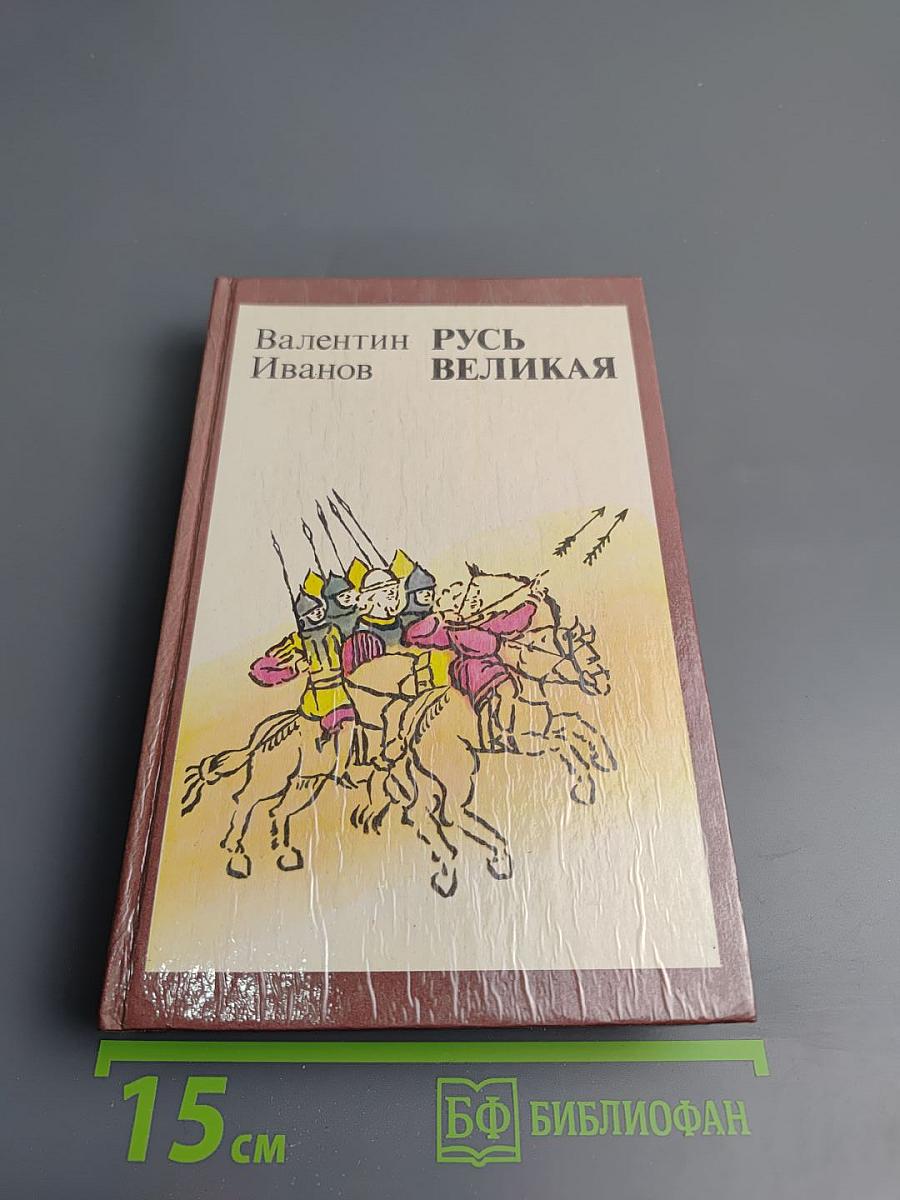 Валентин
Иванов
РУСЬ
ВЕЛИКАЯ
15 см
БФ БИБЛИОФАН